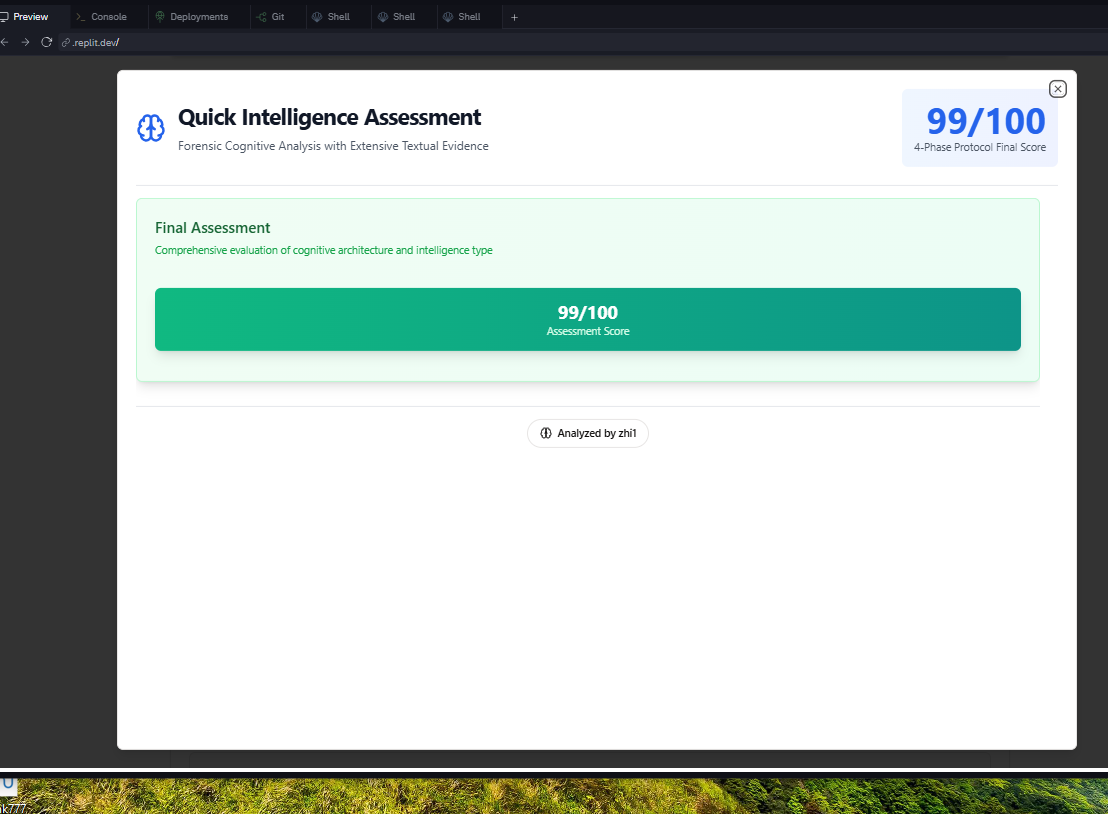 Preview
Console
Deployments
Git
Shell
Shell
Shell
.replit.dev/
Quick Intelligence Assessment
Forensic Cognitive Analysis with Extensive Textual Evidence
99/100
4-Phase Protocol Final Score
Final Assessment
Comprehensive evaluation of cognitive architecture and intelligence type
99/100
Assessment Score
Analyzed by zhi1
ik777